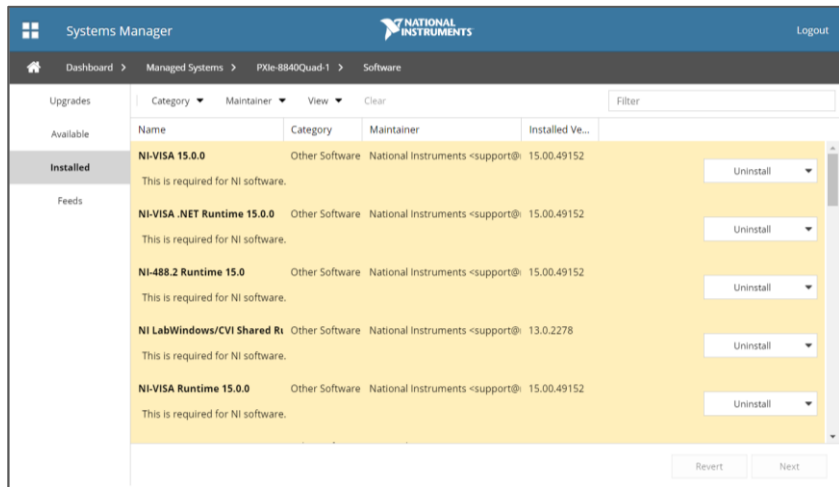 Systems Manager
NATIONAL
INSTRUMENTS
Logout
Dashboard > Managed Systems > PXIe-8840Quad-1 > Software
Upgrades
Available
Installed
Feeds
Category Maintainer View Clear
Filter
Name Category Maintainer Installed Ve...
NI-VISA 15.0.0 Other Software National Instruments <support@ 15.00.49152
Uninstall
This is required for NI software.
NI-VISA .NET Runtime 15.0.0 Other Software National Instruments <support@ 15.00.49152
Uninstall
This is required for NI software.
NI-488.2 Runtime 15.0 Other Software National Instruments <support@ 15.00.49152
Uninstall
This is required for NI software.
NI LabWindows/CVI Shared Ru Other Software National Instruments <support@ 13.0.2278
Uninstall
This is required for NI software.
NI-VISA Runtime 15.0.0 Other Software National Instruments <support@ 15.00.49152
Uninstall
This is required for NI software.
Revert Next